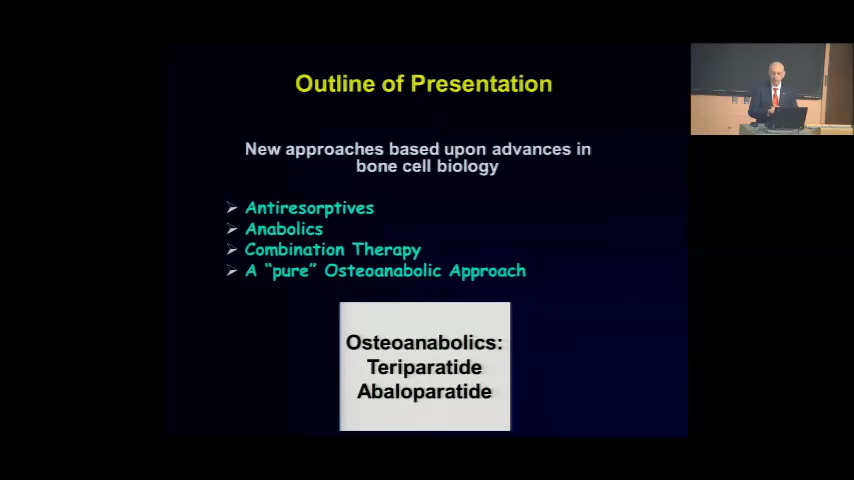 Outline of Presentation
New approaches based upon advances in
bone cell biology
➢ Antiresorptives
➢ Anabolics
➢ Combination Therapy
➢ A “pure” Osteoanabolic Approach
Osteoanabolics:
Teriparatide
Abaloparatide